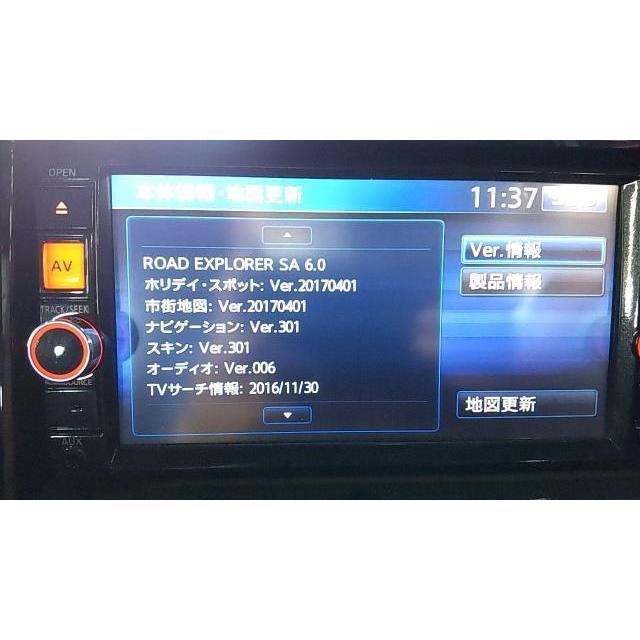 OPEN
本体情報・地図更新
11:37
AV
ROAD EXPLORER SA 6.0
ホリデイ・スポット: Ver.20170401
市街地図: Ver.20170401
ナビゲーション: Ver.301
スキン: Ver.301
オーディオ: Ver.006
TVサーチ情報: 2016/11/30
Ver.情報
製品情報
地図更新
TRACK/SEEK
AUX